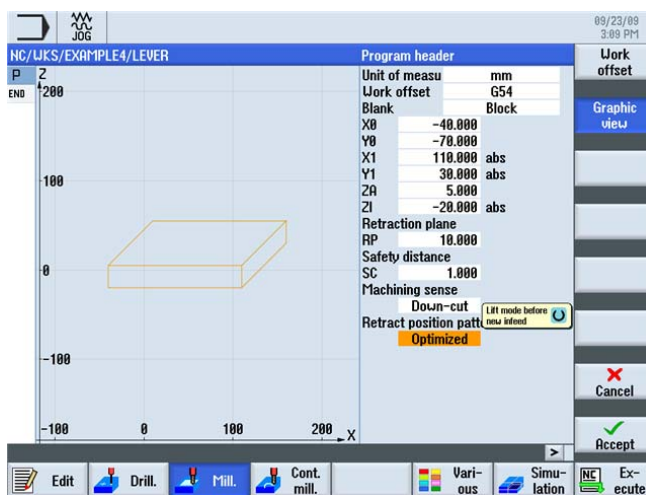 JOG
09/23/09
3:09 PM
NC/WKS/EXAMPLE4/LEVER
Program header
Work offset
P
END
Z
200
100
0
-100
-100 0 100 200 X
Unit of measu mm
Work offset G54
Blank Block
X0 -40.000
Y0 -70.000
X1 110.000 abs
Y1 30.000 abs
ZA 5.000
ZI -20.000 abs
Retraction plane
RP 10.000
Safety distance
SC 1.000
Machining sense
Down-cut
Lift mode before
new infeed
Retract position patt
Optimized
Graphic view
Cancel
Accept
>
Edit
Drill.
Mill.
Cont. mill.
Vari-
ous
Simu-
lation
NC
Ex-
ecute